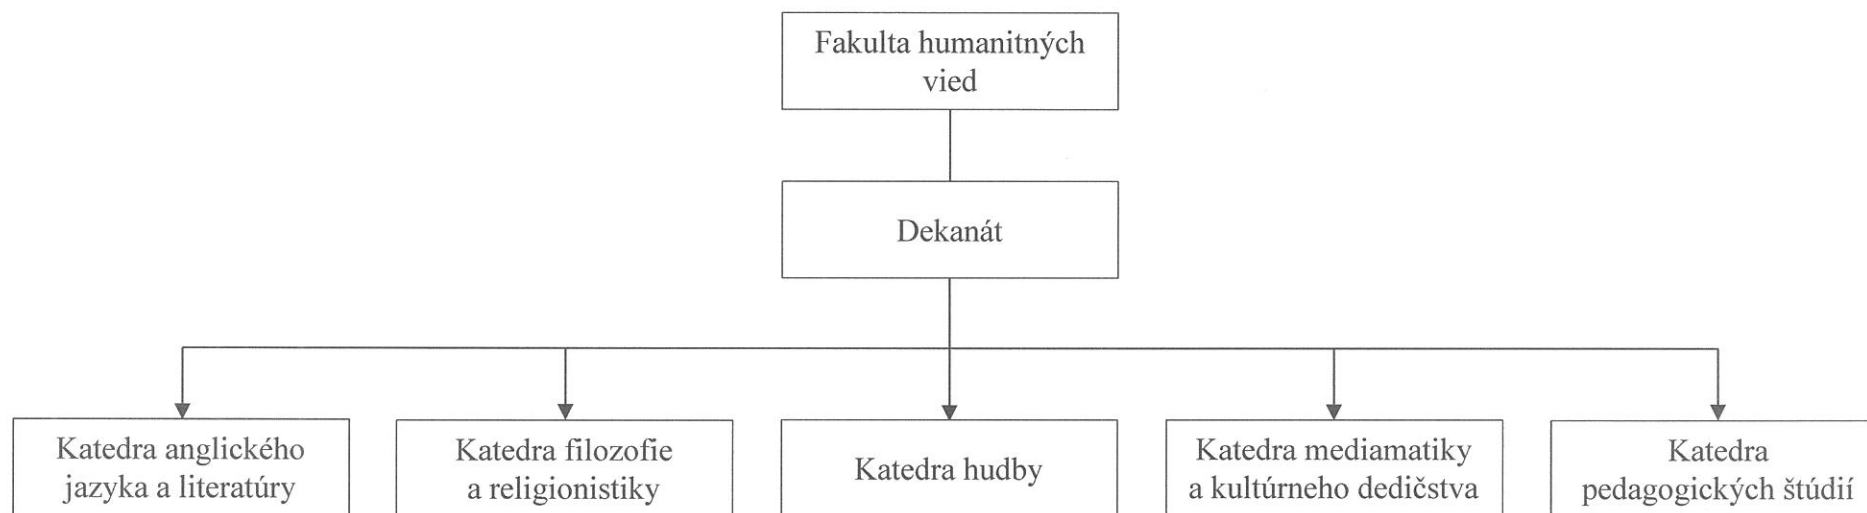 Fakulta humanitných
vied
Dekanát
Katedra anglického
jazyka a literatúry
Katedra filozofie
a religionistiky
Katedra hudby
Katedra mediamatiky
a kultúrneho dedičstva
Katedra
pedagogických štúdií